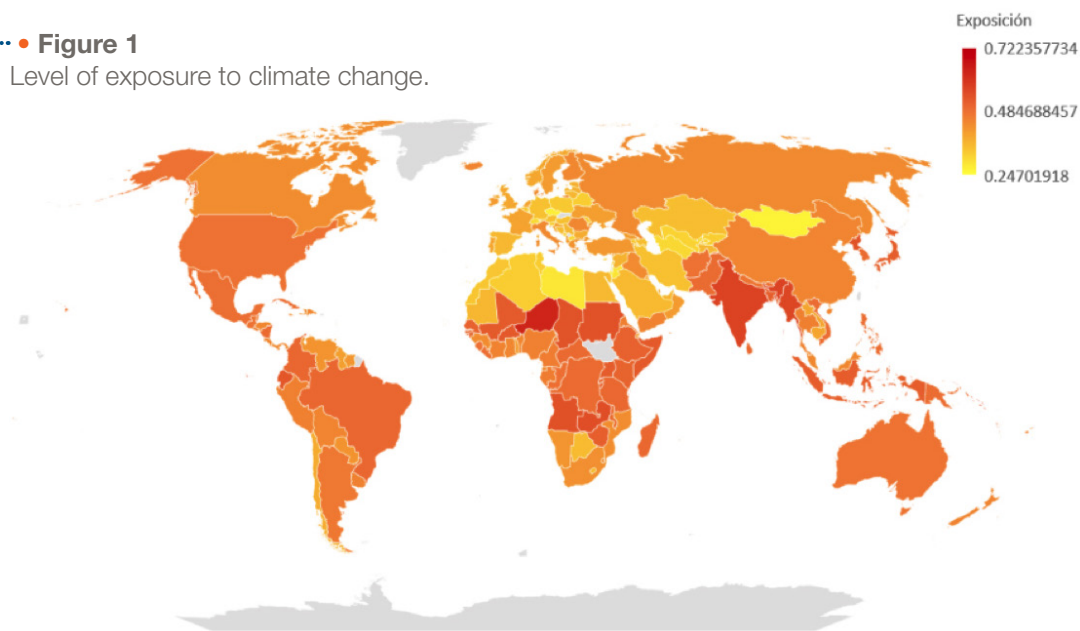 Figure 1
Level of exposure to climate change.
Exposición
0.722357734
0.484688457
0.24701918